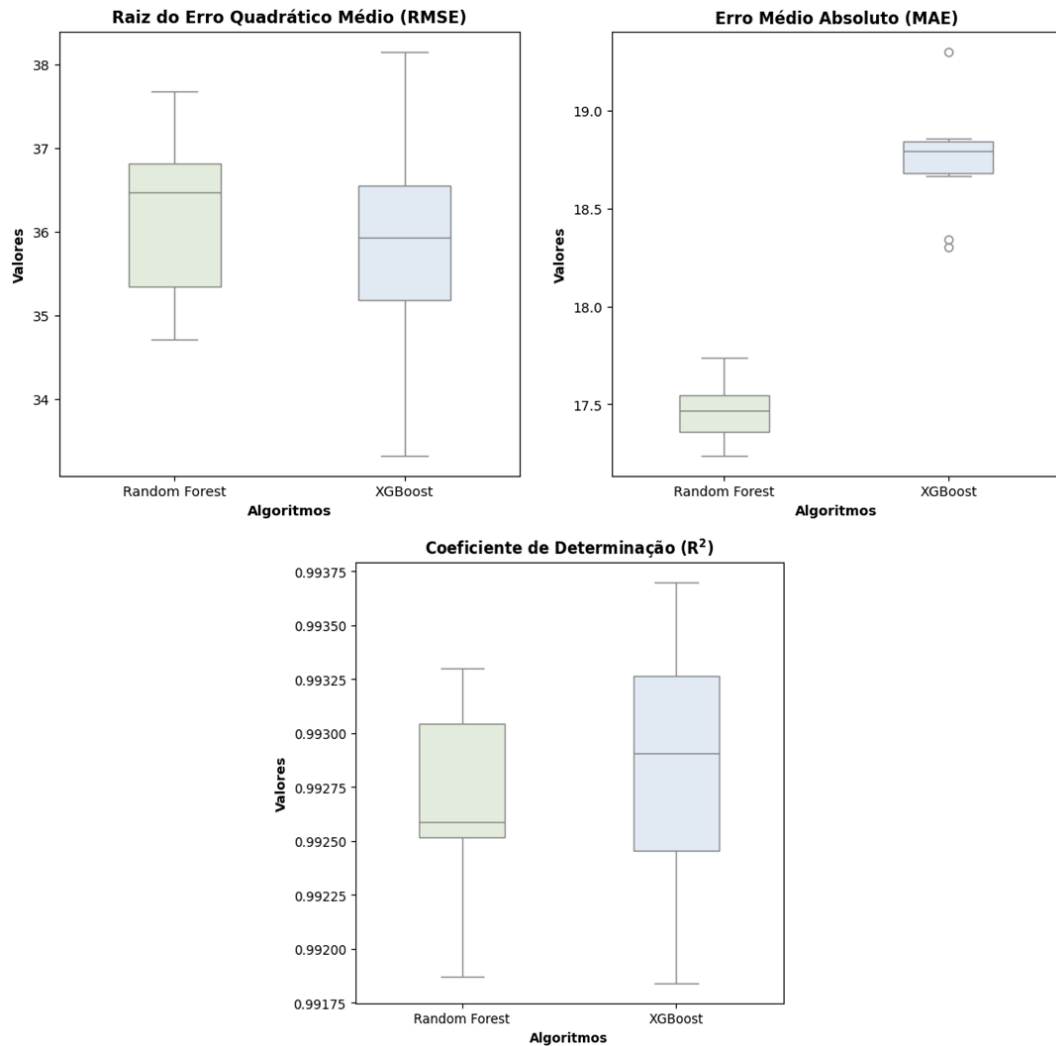 Raiz do Erro Quadrático Médio (RMSE)
38
37
36
35
34
Valores
Random Forest
XGBoost
Algoritmos
Erro Médio Absoluto (MAE)
19.0
18.5
18.0
17.5
Valores
Random Forest
XGBoost
Algoritmos
Coeficiente de Determinação (R²)
0.99375
0.99350
0.99325
0.99300
0.99275
0.99250
0.99225
0.99200
0.99175
Valores
Random Forest
XGBoost
Algoritmos